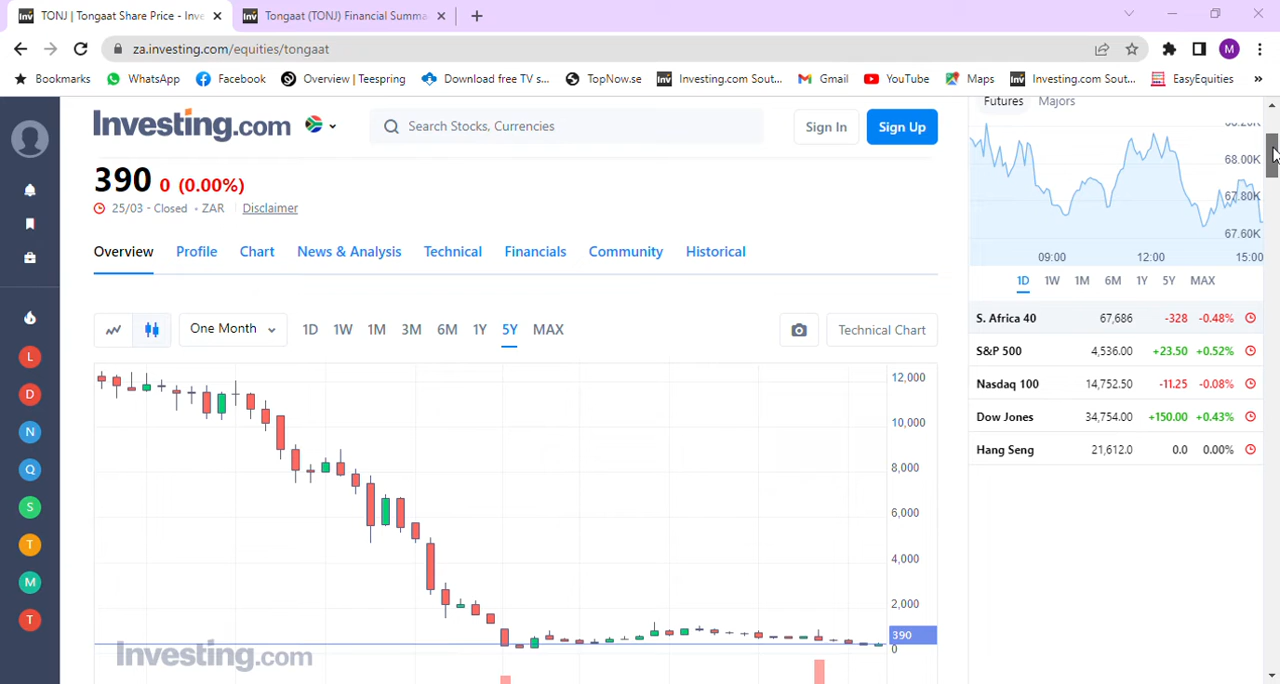 TONJ | Tongaat Share Price - Inve
Tongaat (TONJ) Financial Summa
za.investing.com/equities/tongaat
M
Bookmarks
WhatsApp
Facebook
Overview | Teespring
Download free TV s...
TopNow.se
Investing.com Sout...
Gmail
YouTube
Maps
Investing.com Sout...
EasyEquities
»
Investing.com
Search Stocks, Currencies
Sign In
Sign Up
390 0 (0.00%)
25/03 - Closed - ZAR
Disclaimer
Overview
Profile
Chart
News & Analysis
Technical
Financials
Community
Historical
One Month
1D 1W 1M 3M 6M 1Y 5Y MAX
Technical Chart
12,000
10,000
8,000
6,000
4,000
2,000
390
0
Investing.com
L
D
N
Q
S
T
M
T
Futures
Majors
68.00K
67.80K
67.60K
09:00 12:00 15:00
1D 1W 1M 6M 1Y 5Y MAX
S. Africa 40 67,686 -328 -0.48%
S&P 500 4,536.00 +23.50 +0.52%
Nasdaq 100 14,752.50 -11.25 -0.08%
Dow Jones 34,754.00 +150.00 +0.43%
Hang Seng 21,612.0 0.0 0.00%